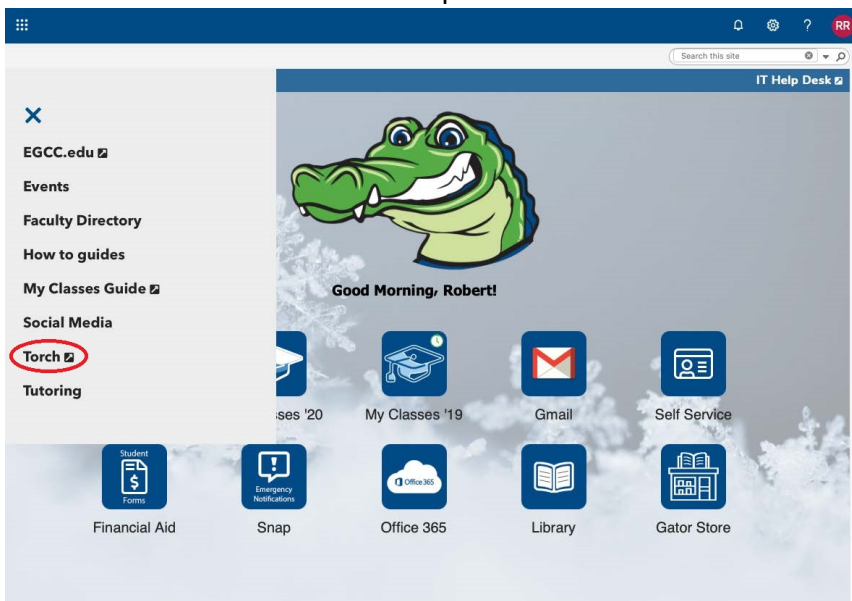 ?
RR
Search this site
IT Help Desk
EGCC.edu
Events
Faculty Directory
How to guides
My Classes Guide
Social Media
Torch
Tutoring
Good Morning, Robert!
ses '20
My Classes '19
Gmail
Self Service
Student
$
Forms
Financial Aid
!
Emergency
Notifications
Snap
Office 365
Office 365
Library
Gator Store